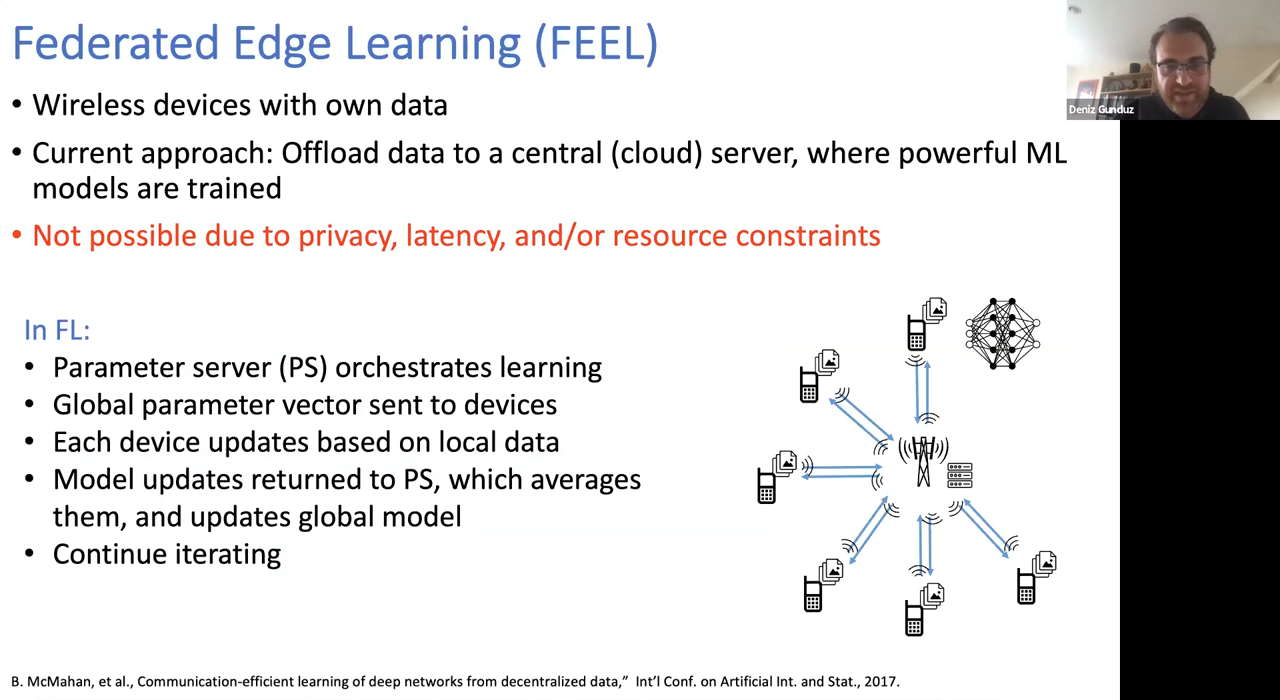 Federated Edge Learning (FEEL)
Deniz Gunduz
• Wireless devices with own data
• Current approach: Offload data to a central (cloud) server, where powerful ML
models are trained
• Not possible due to privacy, latency, and/or resource constraints
In FL:
• Parameter server (PS) orchestrates learning
• Global parameter vector sent to devices
• Each device updates based on local data
• Model updates returned to PS, which averages
them, and updates global model
• Continue iterating
B. McMahan, et al., Communication-efficient learning of deep networks from decentralized data,” Int’l Conf. on Artificial Int. and Stat., 2017.